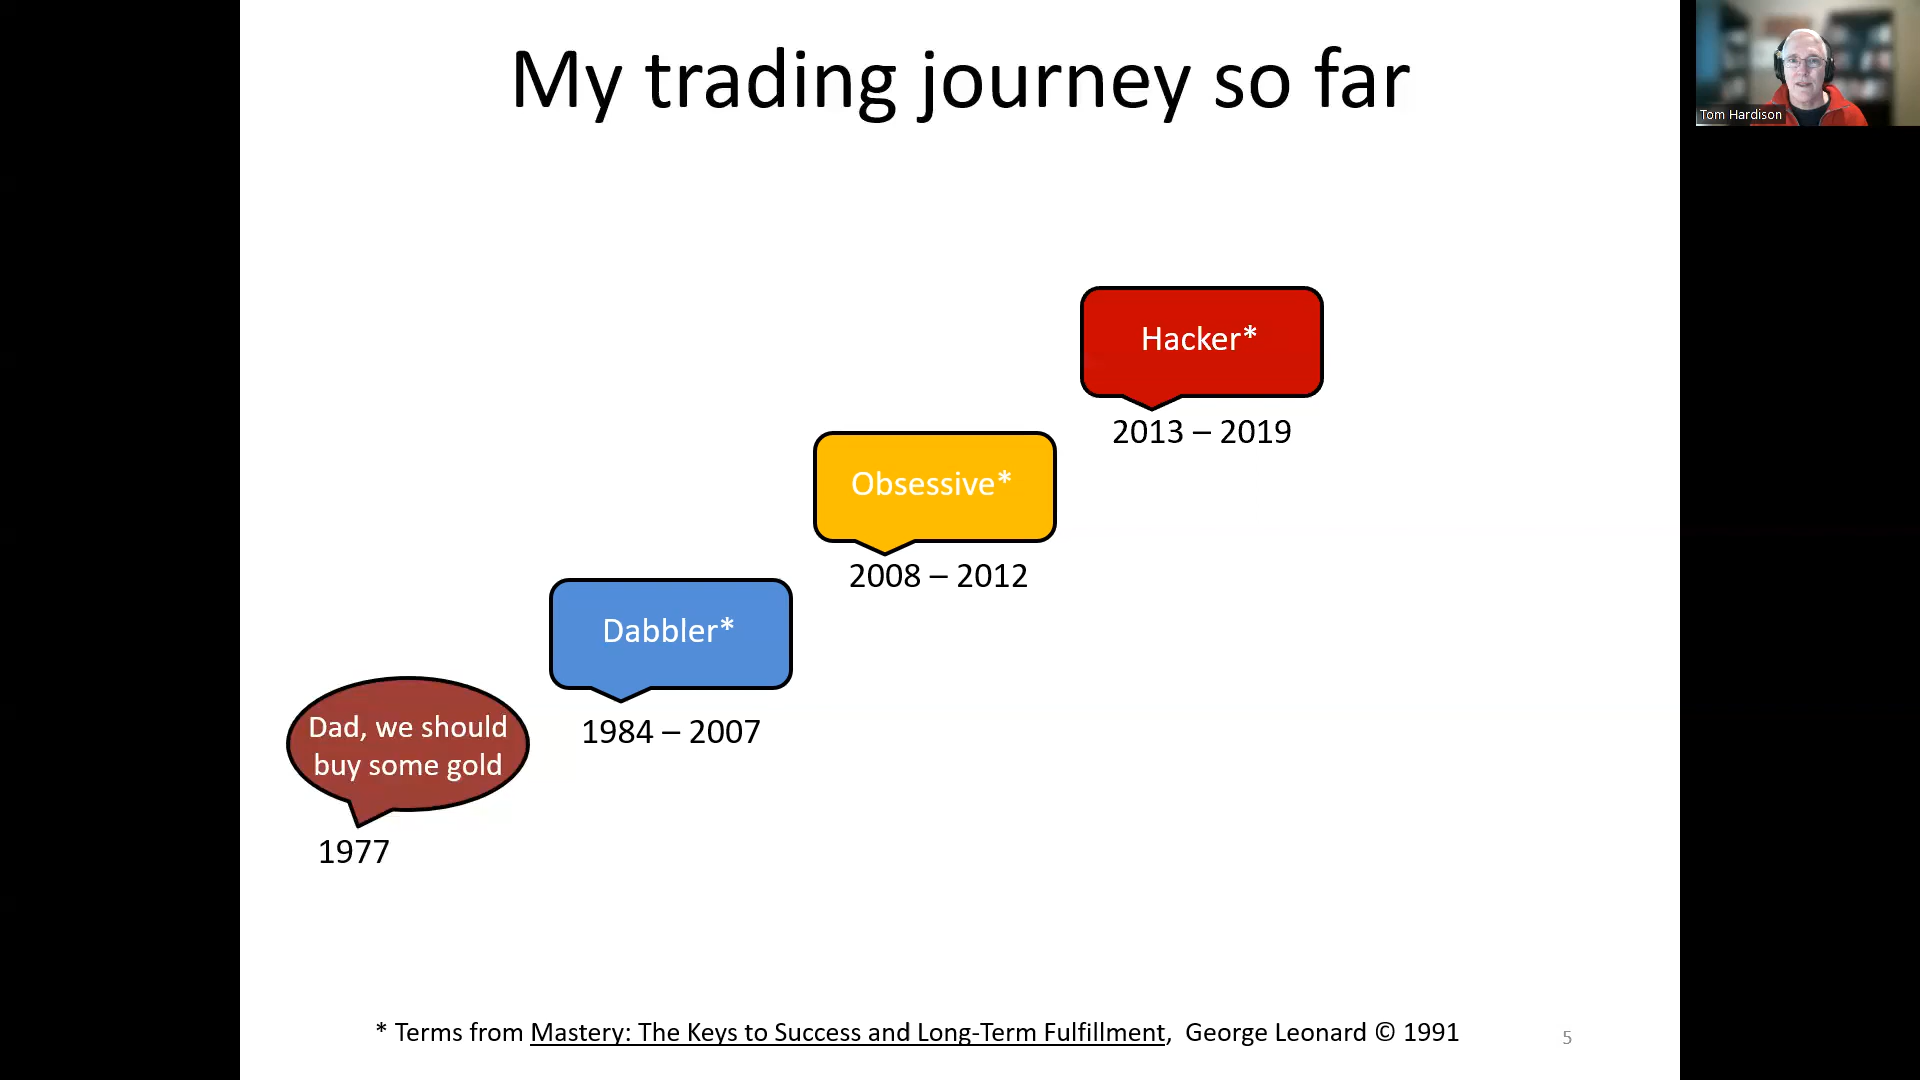 My trading journey so far
Tom Hardison
Hacker*
2013 – 2019
Obsessive*
2008 – 2012
Dabbler*
1984 – 2007
Dad, we should
buy some gold
1977
* Terms from Mastery: The Keys to Success and Long-Term Fulfillment,  George Leonard © 1991
5